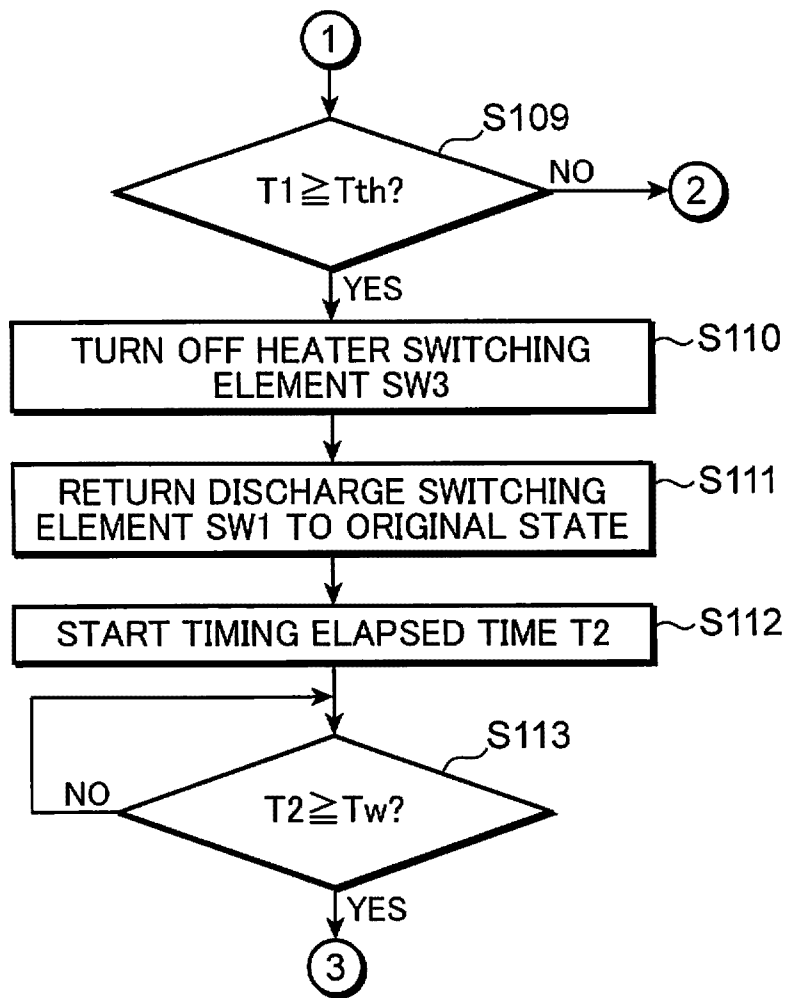 1
S109
T1≧Tth?
NO
2
YES
TURN OFF HEATER SWITCHING
ELEMENT SW3
S110
RETURN DISCHARGE SWITCHING
ELEMENT SW1 TO ORIGINAL STATE
S111
START TIMING ELAPSED TIME T2
S112
S113
T2≧Tw?
NO
YES
3